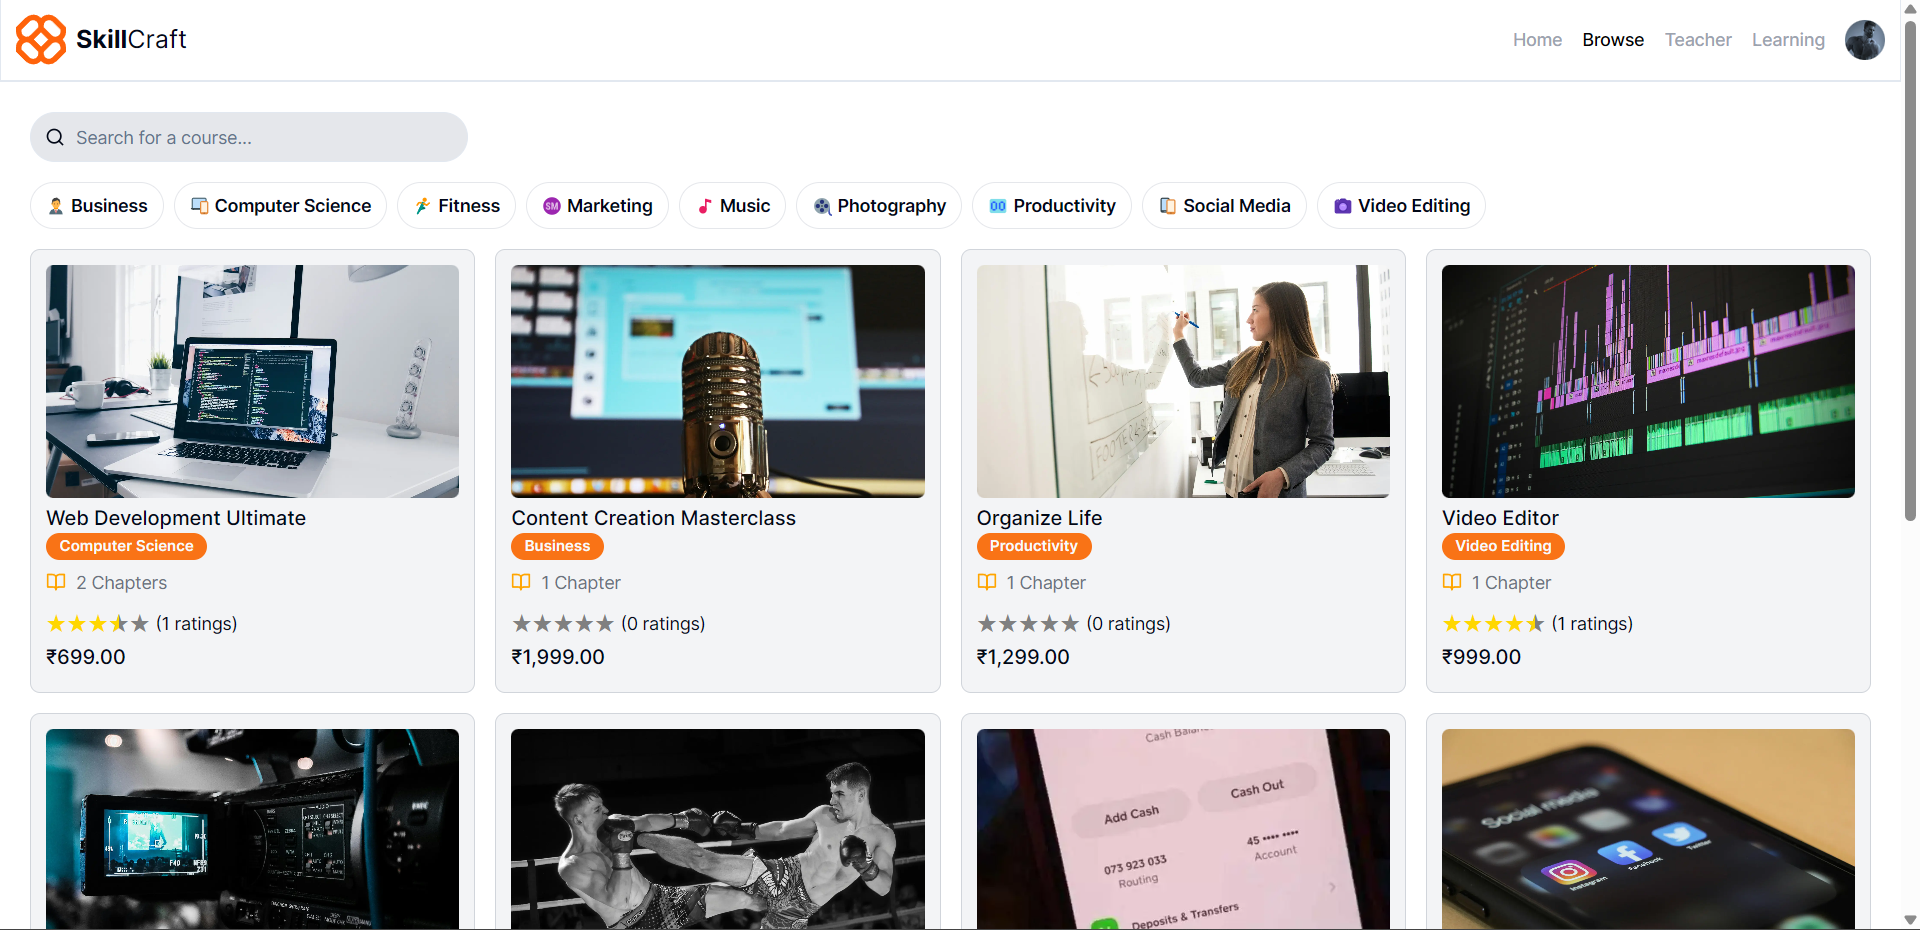 SkillCraft
Home Browse Teacher Learning
Search for a course...
Business Computer Science Fitness SM Marketing Music Photography Productivity Social Media Video Editing
Web Development Ultimate
Computer Science
2 Chapters
(1 ratings)
₹699.00
Content Creation Masterclass
Business
1 Chapter
(0 ratings)
₹1,999.00
Organize Life
Productivity
1 Chapter
(0 ratings)
₹1,299.00
Video Editor
Video Editing
1 Chapter
(1 ratings)
₹999.00
Cash Out
Add Cash
45 •••• ••••
Account
073 923 033
Routing
Deposits & Transfers
Social media
Instagram
Facebook
Twitter